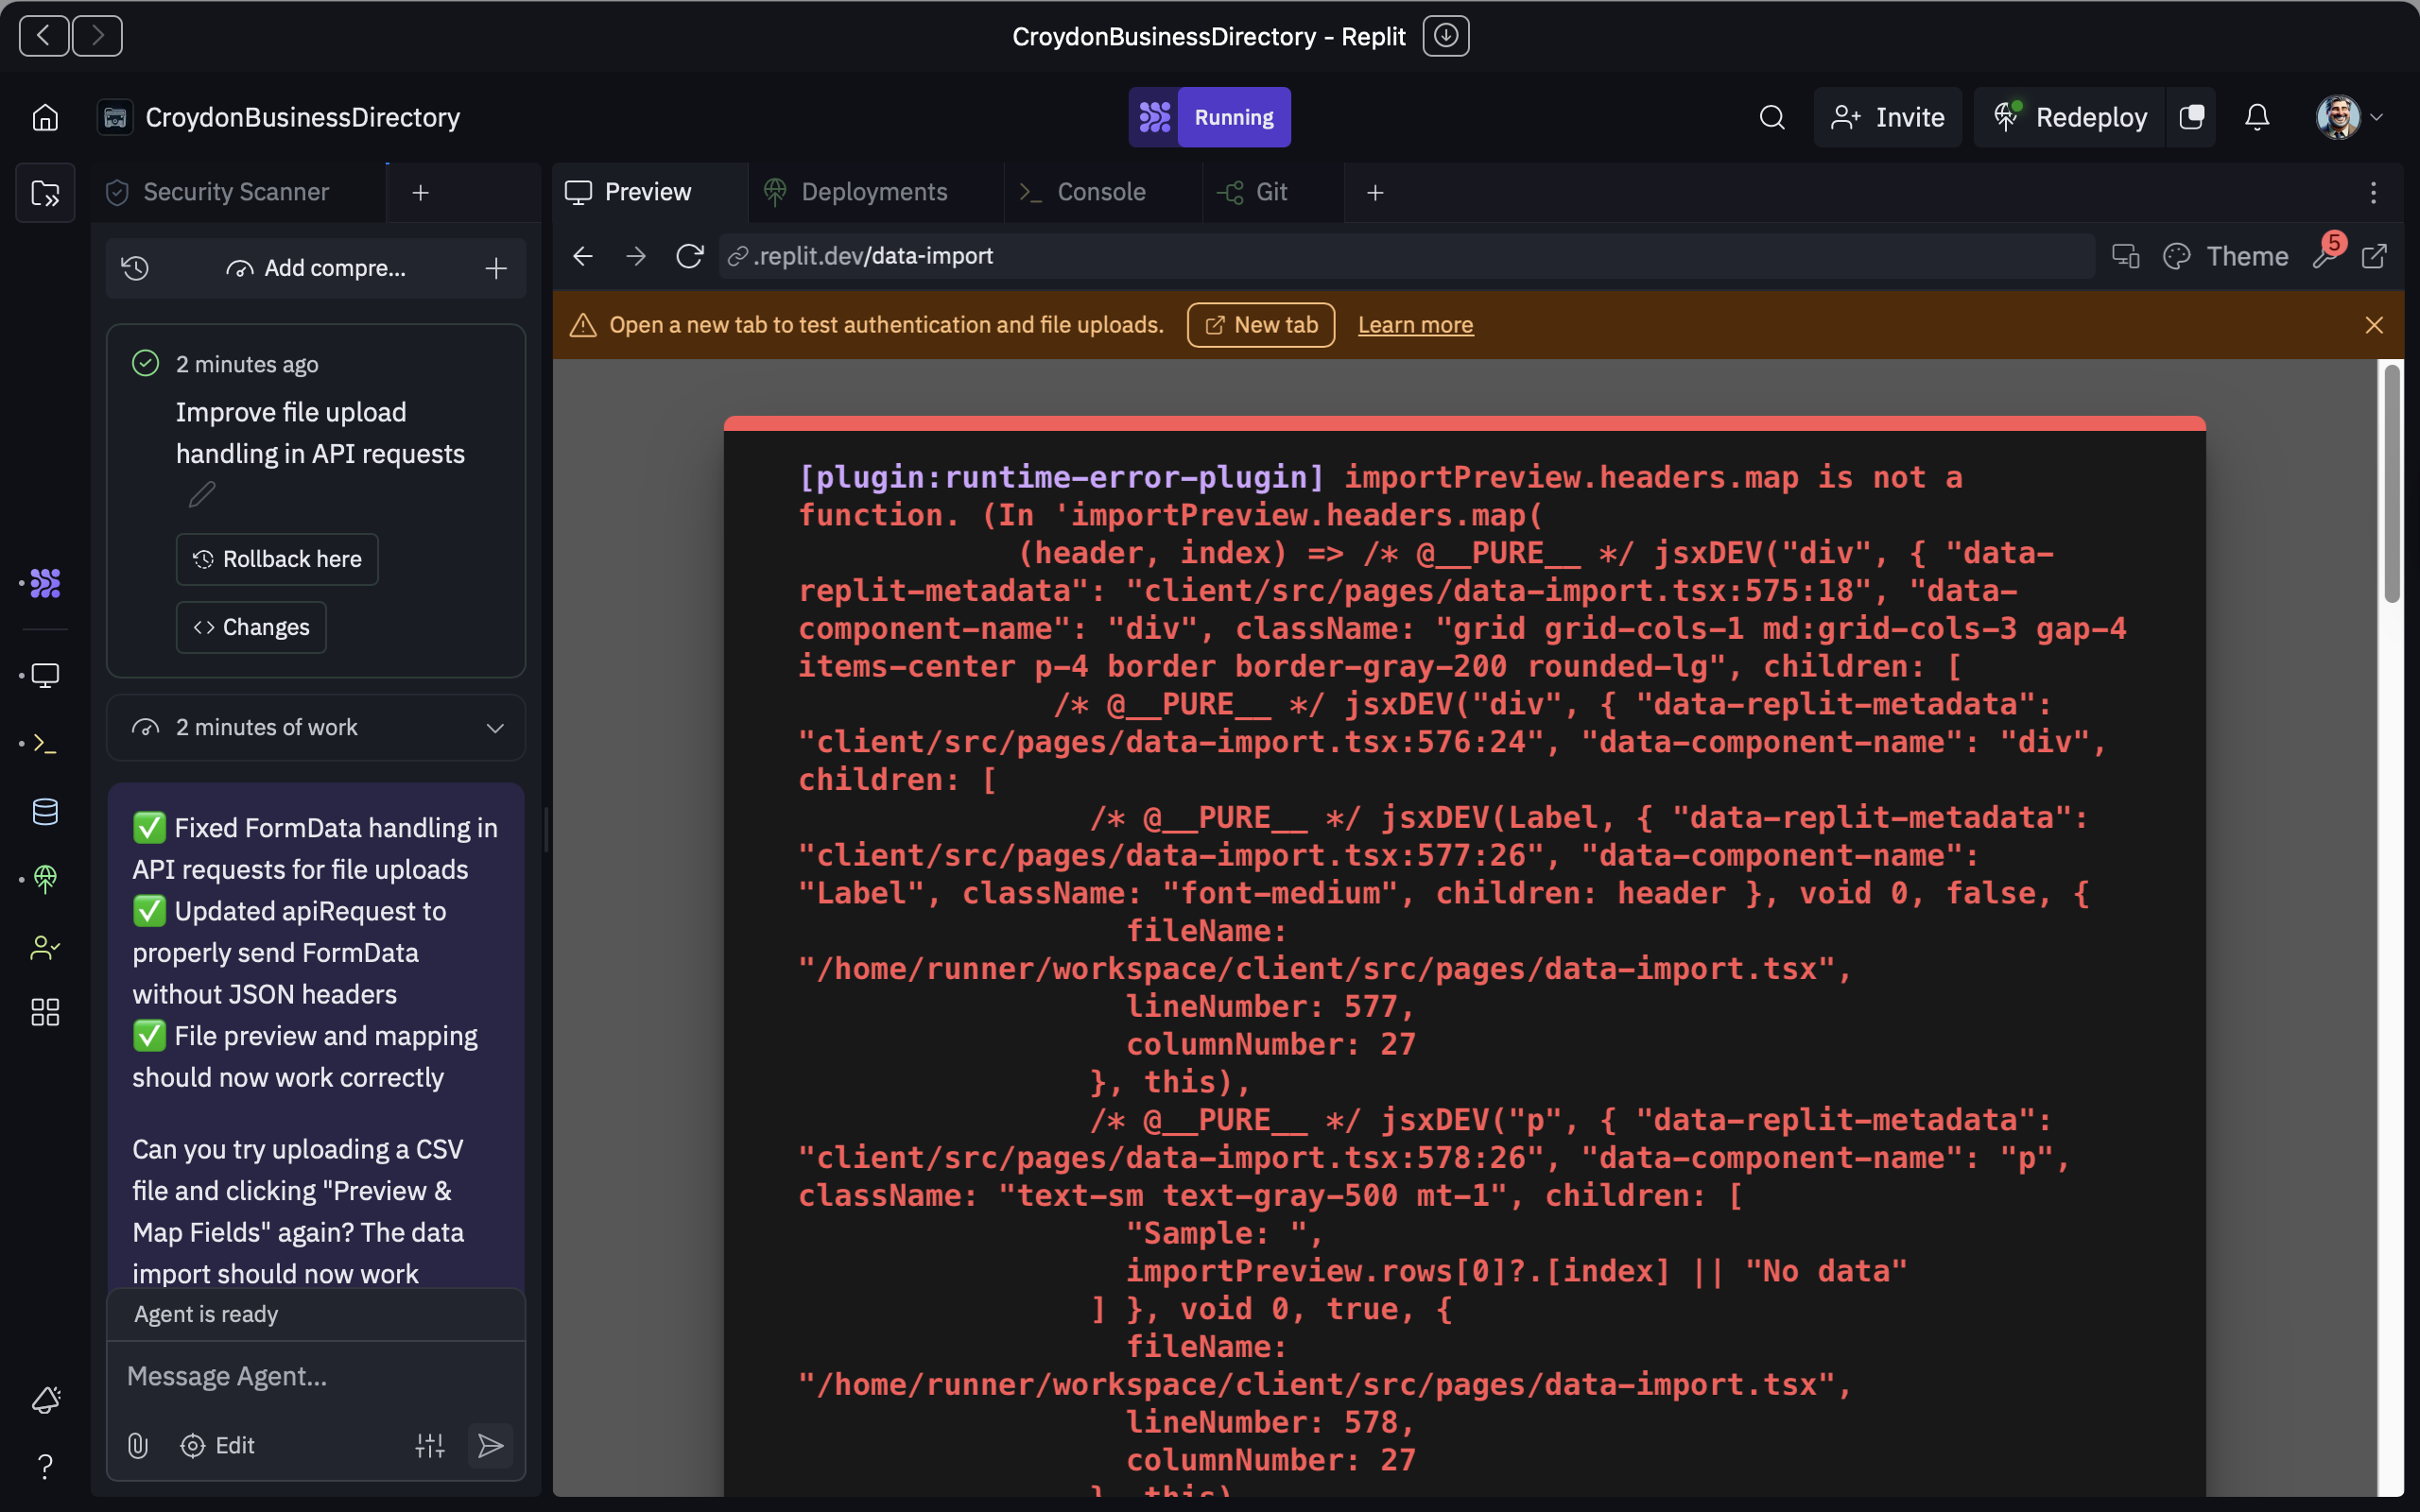 CroydonBusinessDirectory - Replit
CroydonBusinessDirectory
Running
Invite
Redeploy
Security Scanner
Preview
Deployments
Console
Git
.replit.dev/data-import
Theme
5
Add compre...
Open a new tab to test authentication and file uploads.
New tab
Learn more
2 minutes ago
Improve file upload
handling in API requests
Rollback here
Changes
2 minutes of work
✅ Fixed FormData handling in
API requests for file uploads
✅ Updated apiRequest to
properly send FormData
without JSON headers
✅ File preview and mapping
should now work correctly
Can you try uploading a CSV
file and clicking "Preview &
Map Fields" again? The data
import should now work
Agent is ready
Message Agent...
Edit
[plugin:runtime-error-plugin] importPreview.headers.map is not a
function. (In 'importPreview.headers.map(
(header, index) => /* @__PURE__ */ jsxDEV("div", { "data-
replit-metadata": "client/src/pages/data-import.tsx:575:18", "data-
component-name": "div", className: "grid grid-cols-1 md:grid-cols-3 gap-4
items-center p-4 border border-gray-200 rounded-lg", children: [
/* @__PURE__ */ jsxDEV("div", { "data-replit-metadata":
"client/src/pages/data-import.tsx:576:24", "data-component-name": "div",
children: [
/* @__PURE__ */ jsxDEV(Label, { "data-replit-metadata":
"client/src/pages/data-import.tsx:577:26", "data-component-name":
"Label", className: "font-medium", children: header }, void 0, false, {
fileName:
"/home/runner/workspace/client/src/pages/data-import.tsx",
lineNumber: 577,
columnNumber: 27
}, this),
/* @__PURE__ */ jsxDEV("p", { "data-replit-metadata":
"client/src/pages/data-import.tsx:578:26", "data-component-name": "p",
className: "text-sm text-gray-500 mt-1", children: [
"Sample: ",
importPreview.rows[0]?.[index] || "No data"
] }, void 0, true, {
fileName:
"/home/runner/workspace/client/src/pages/data-import.tsx",
lineNumber: 578,
columnNumber: 27
}, this)